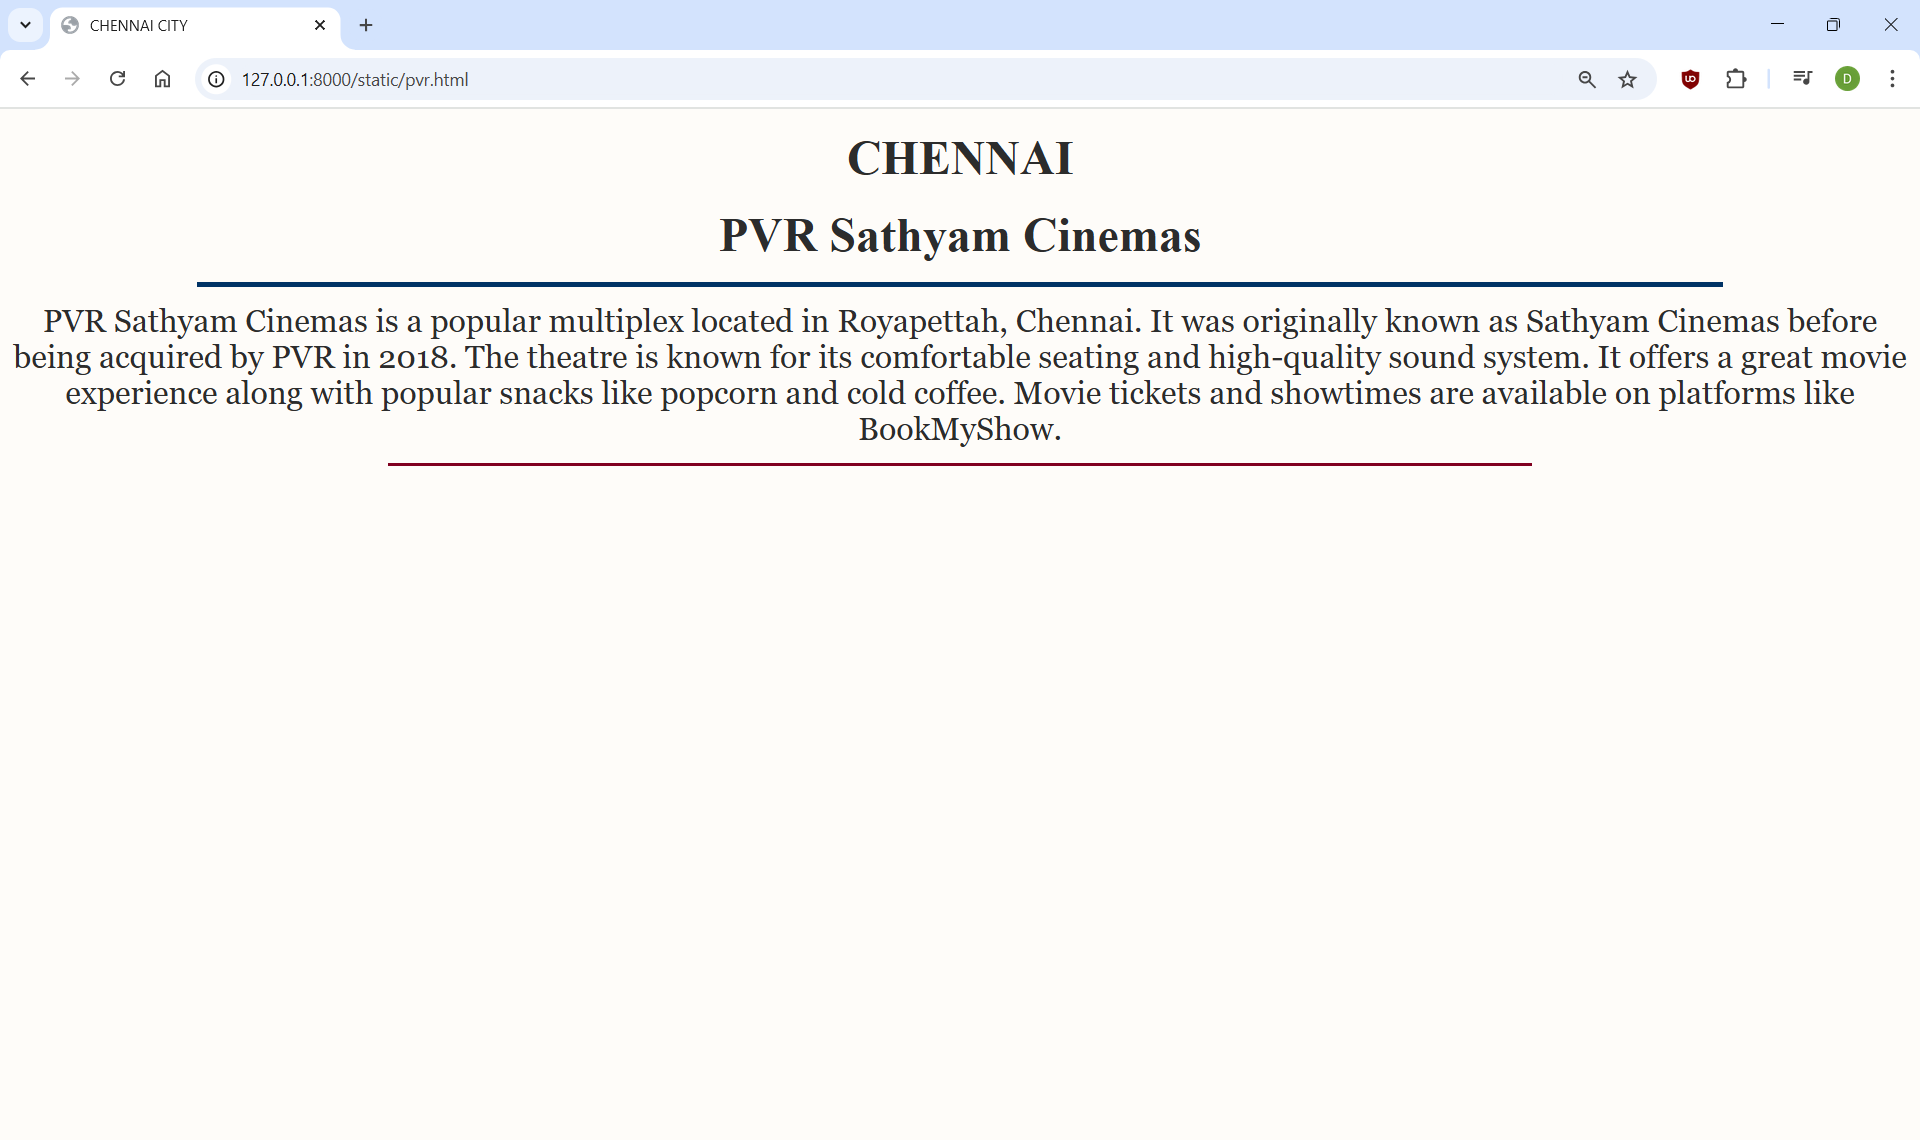 CHENNAI CITY
127.0.0.1:8000/static/pvr.html
D
CHENNAI
PVR Sathyam Cinemas
PVR Sathyam Cinemas is a popular multiplex located in Royapettah, Chennai. It was originally known as Sathyam Cinemas before
being acquired by PVR in 2018. The theatre is known for its comfortable seating and high-quality sound system. It offers a great movie
experience along with popular snacks like popcorn and cold coffee. Movie tickets and showtimes are available on platforms like
BookMyShow.